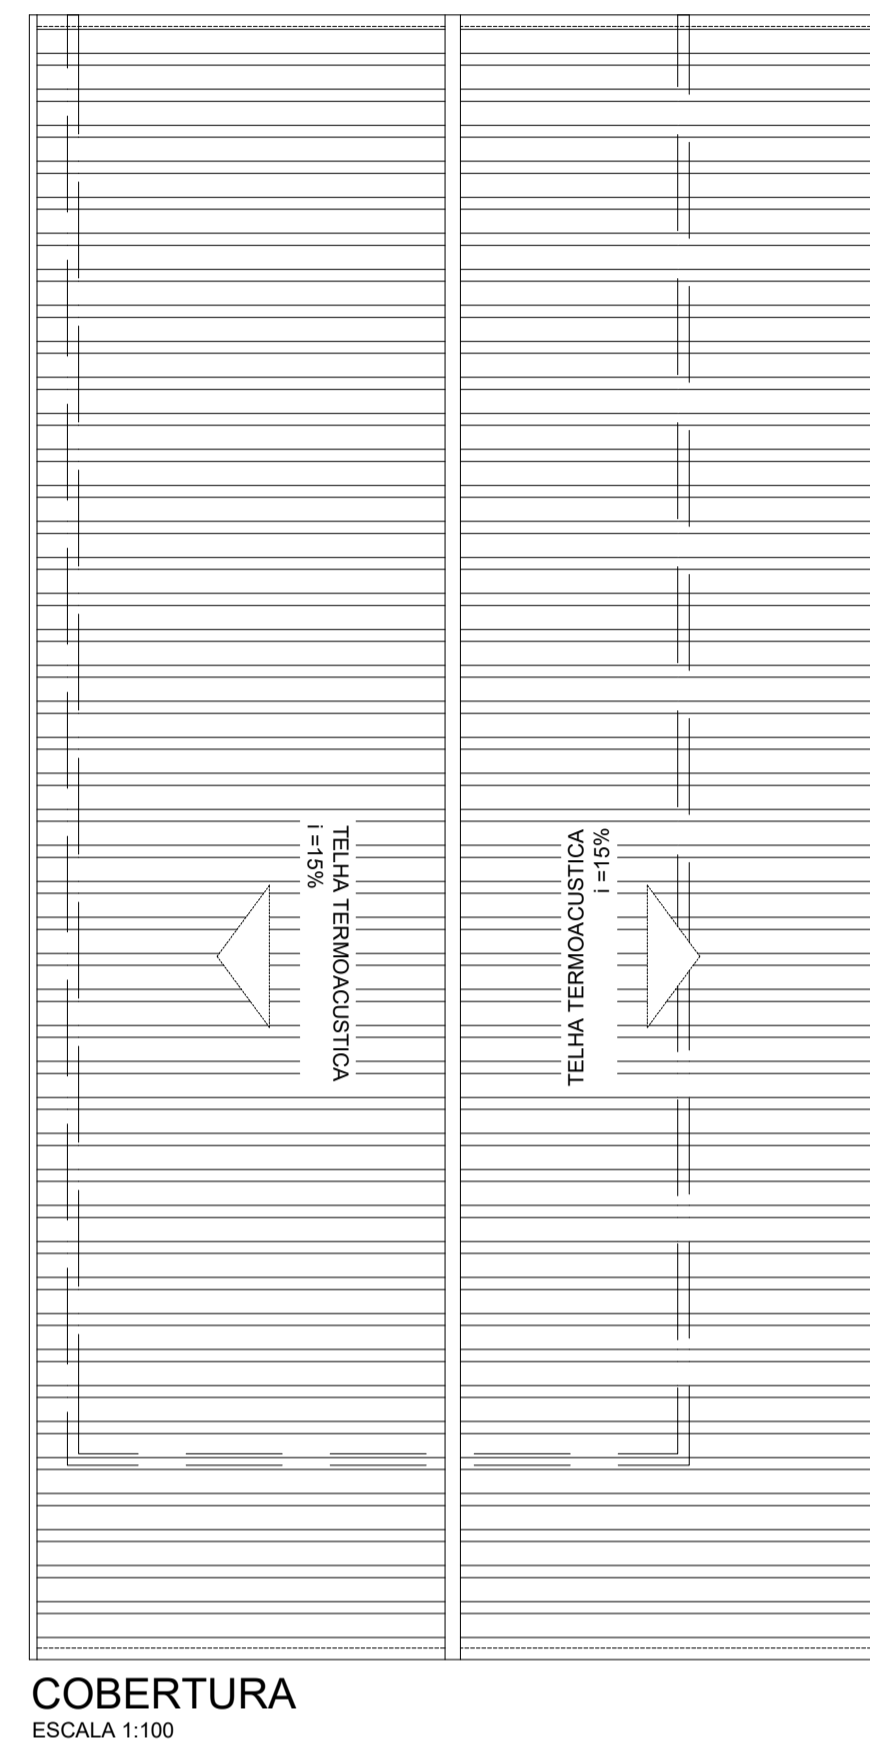 TELHA TERMOACUSTICA
i =15%
TELHA TERMOACUSTICA
i =15%
COBERTURA
ESCALA 1:100